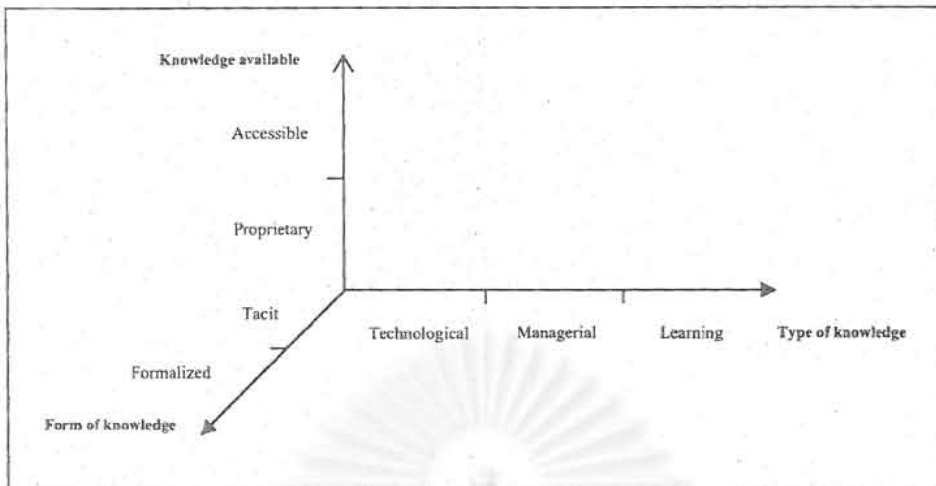 Knowledge available
Accessible
Proprietary
Tacit
Technological Managerial Learning Type of knowledge
Formalized
Form of knowledge